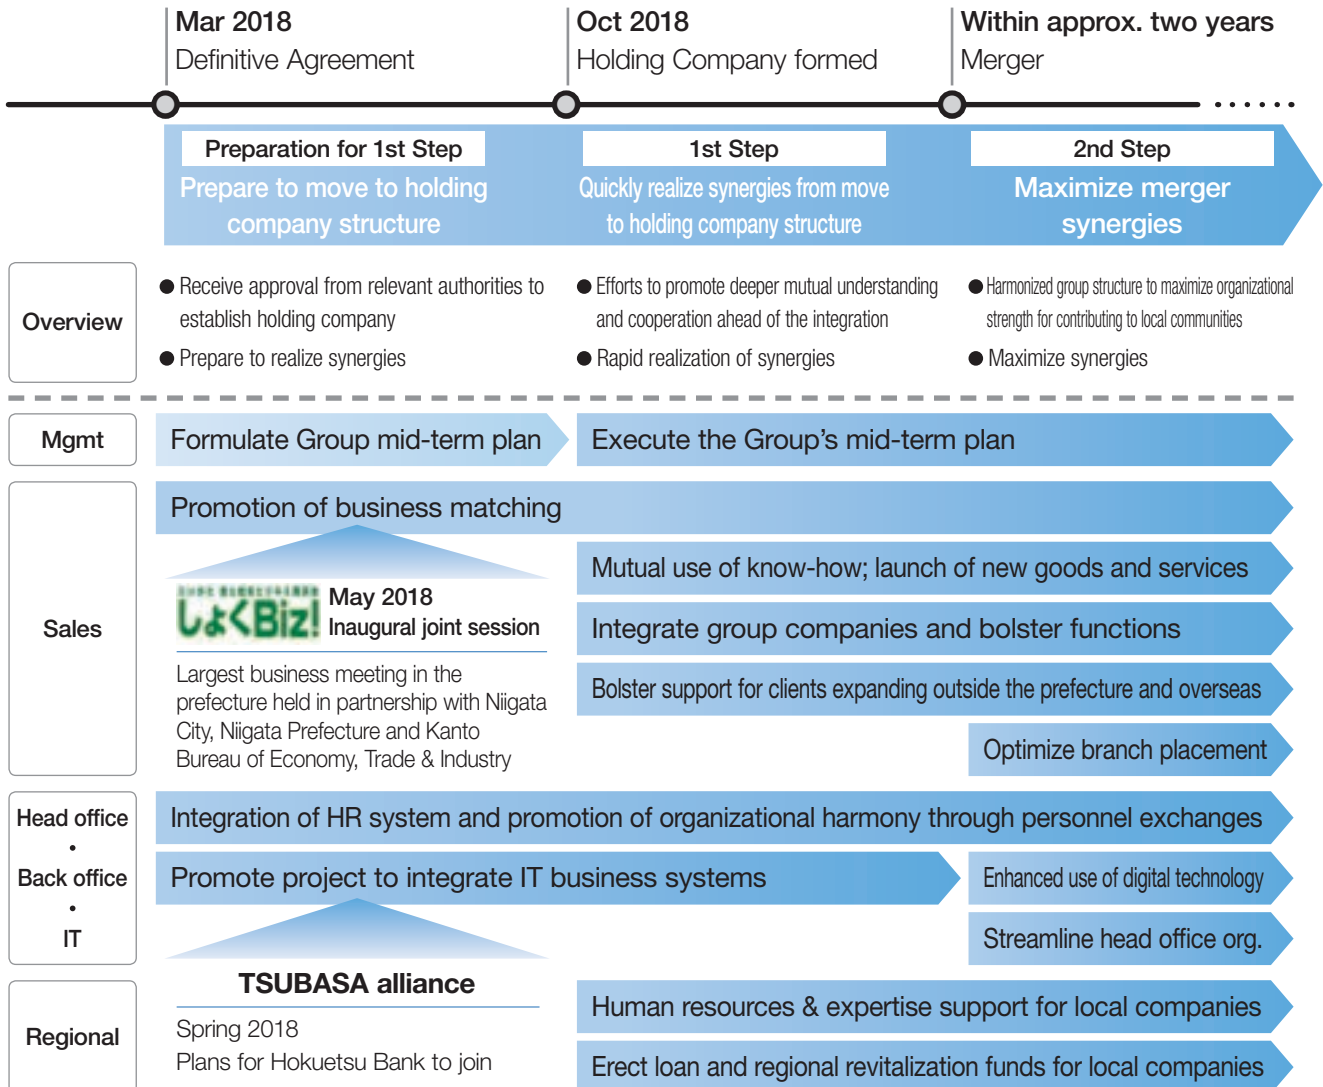 Mar 2018
Definitive Agreement
Oct 2018
Holding Company formed
Within approx. two years
Merger
Preparation for 1st Step
Prepare to move to holding
company structure
1st Step
Quickly realize synergies from move
to holding company structure
2nd Step
Maximize merger
synergies
Overview
● Receive approval from relevant authorities to
establish holding company
● Prepare to realize synergies
● Efforts to promote deeper mutual understanding
and cooperation ahead of the integration
● Rapid realization of synergies
● Harmonized group structure to maximize organizational
strength for contributing to local communities
● Maximize synergies
Mgmt
Formulate Group mid-term plan
Execute the Group's mid-term plan
Sales
Promotion of business matching
しょくBiz!
May 2018
Inaugural joint session
Largest business meeting in the
prefecture held in partnership with Niigata
City, Niigata Prefecture and Kanto
Bureau of Economy, Trade & Industry
Mutual use of know-how; launch of new goods and services
Integrate group companies and bolster functions
Bolster support for clients expanding outside the prefecture and overseas
Optimize branch placement
Head office
・
Back office
・
IT
Integration of HR system and promotion of organizational harmony through personnel exchanges
Promote project to integrate IT business systems
Enhanced use of digital technology
Streamline head office org.
TSUBASA alliance
Spring 2018
Plans for Hokuetsu Bank to join
Regional
Human resources & expertise support for local companies
Erect loan and regional revitalization funds for local companies